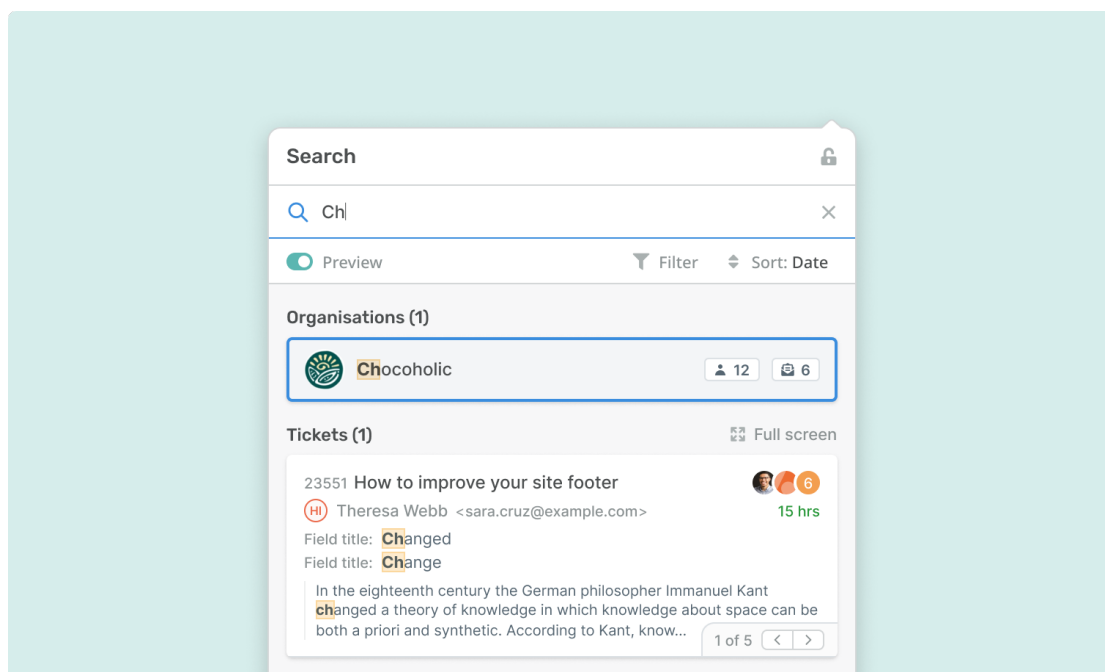 Search
Ch
Preview Filter Sort: Date
Organisations (1)
Chocoholic 12 6
Tickets (1) Full screen
23551 How to improve your site footer 6
HI Theresa Webb <sara.cruz@example.com> 15 hrs
Field title: Changed
Field title: Change
In the eighteenth century the German philosopher Immanuel Kant
changed a theory of knowledge in which knowledge about space can be
both a priori and synthetic. According to Kant, know...
1 of 5